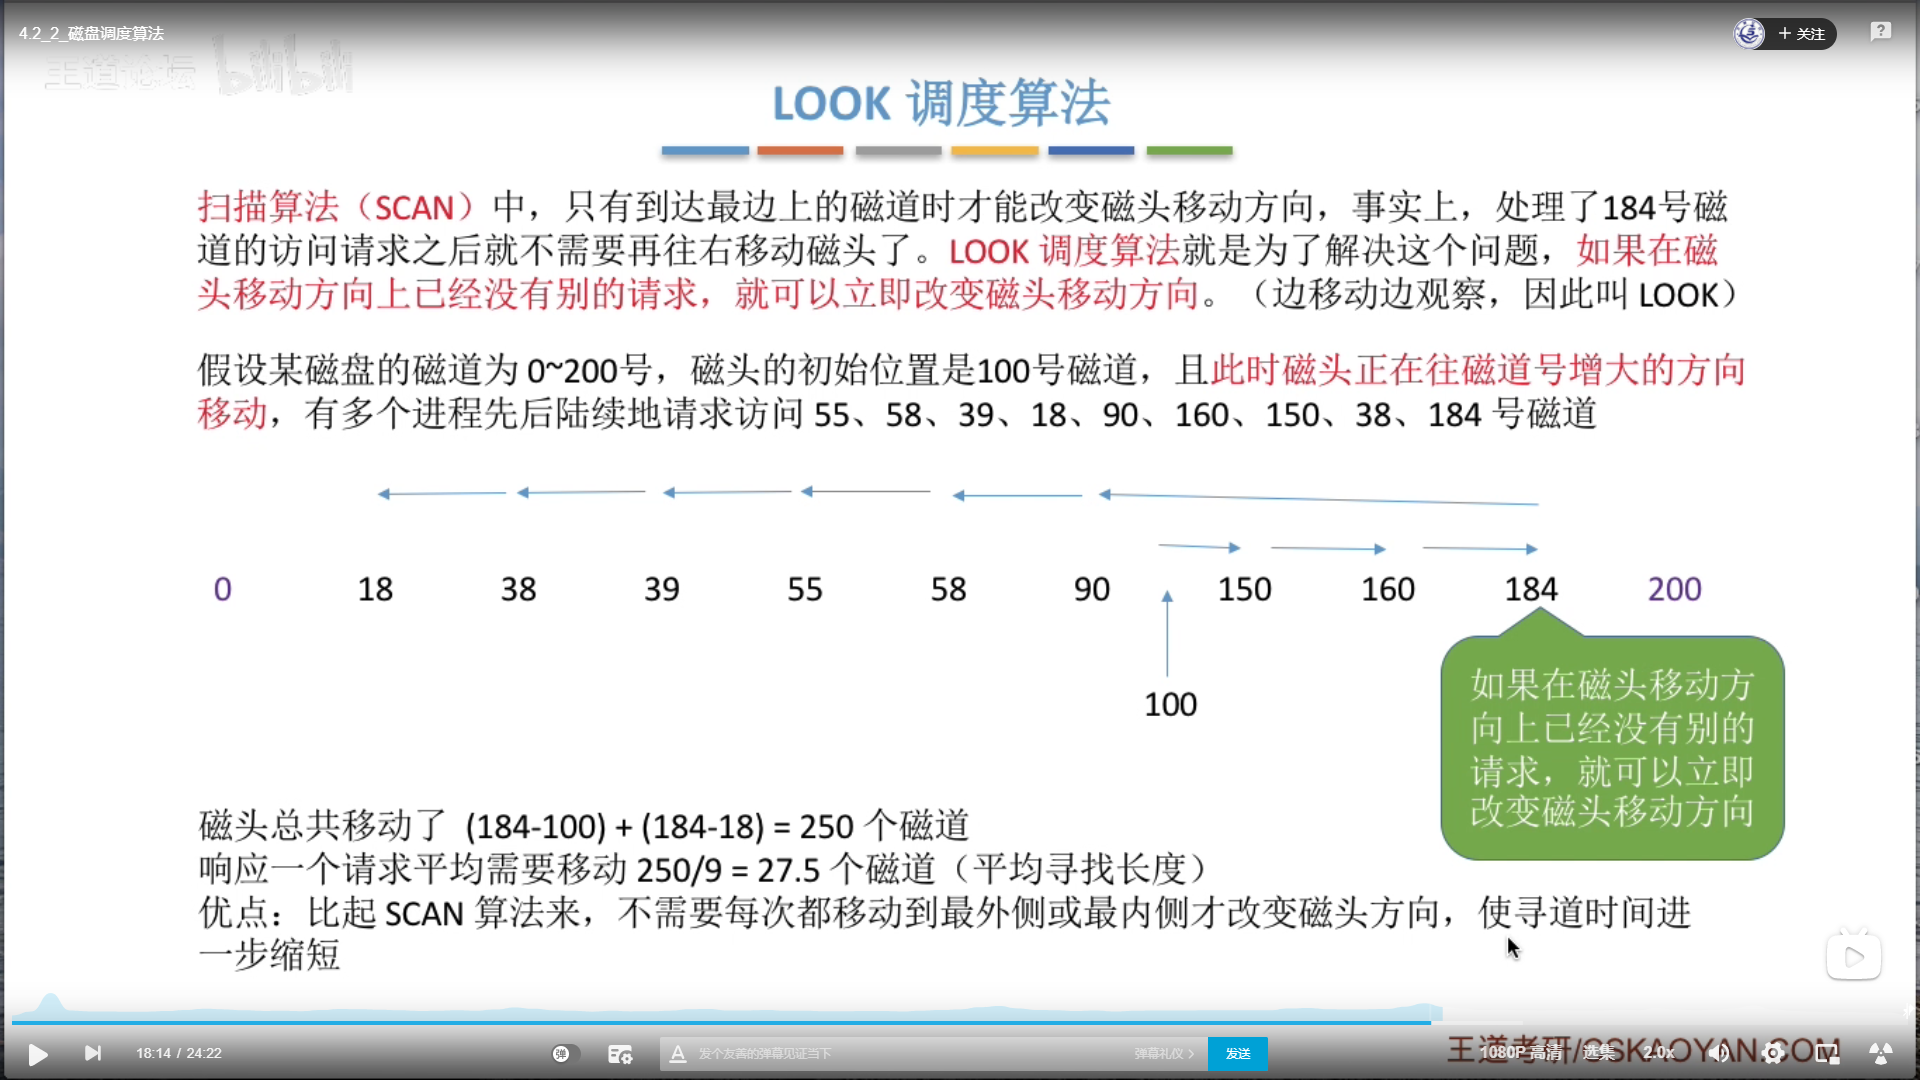 4.2_2_磁盘调度算法
+ 关注
王道论坛 bilibili
LOOK 调度算法
扫描算法（SCAN）中，只有到达最边上的磁道时才能改变磁头移动方向，事实上，处理了184号磁
道的访问请求之后就不需要再往右移动磁头了。LOOK 调度算法就是为了解决这个问题，如果在磁
头移动方向上已经没有别的请求，就可以立即改变磁头移动方向。（边移动边观察，因此叫 LOOK）
假设某磁盘的磁道为 0~200号，磁头的初始位置是100号磁道，且此时磁头正在往磁道号增大的方向
移动，有多个进程先后陆续地请求访问 55、58、39、18、90、160、150、38、184 号磁道
0 18 38 39 55 58 90 150 160 184 200
100
如果在磁头移动方
向上已经没有别的
请求，就可以立即
改变磁头移动方向
磁头总共移动了 (184-100) + (184-18) = 250 个磁道
响应一个请求平均需要移动 250/9 = 27.5 个磁道（平均寻找长度）
优点：比起 SCAN 算法来，不需要每次都移动到最外侧或最内侧才改变磁头方向，使寻道时间进
一步缩短
18:14 / 24:22
弹
A 发个友善的弹幕见证当下
弹幕礼仪 >
发送
王道考研/CSKAOYAN.COM
1080P 高清 选集 2.0x